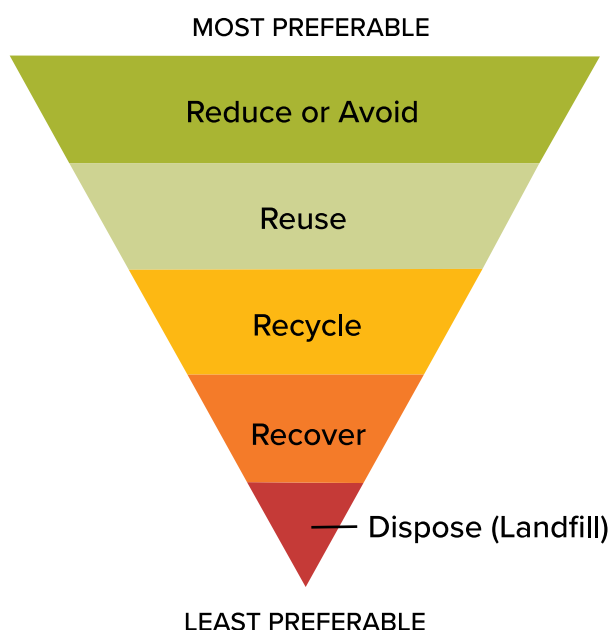 MOST PREFERABLE
Reduce or Avoid
Reuse
Recycle
Recover
Dispose (Landfill)
LEAST PREFERABLE